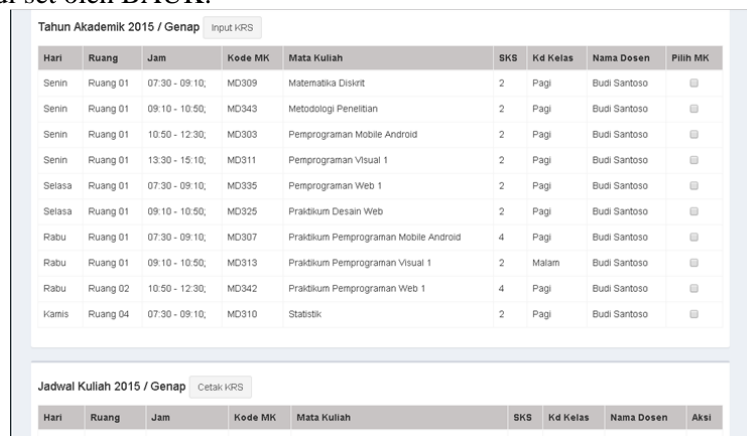 di set oleh BAUK.
Tahun Akademik 2015 / Genap Input KRS
Hari Ruang Jam Kode MK Mata Kuliah SKS Kd Kelas Nama Dosen Pilih MK
Senin Ruang 01 07:30 - 09:10; MD309 Matematika Diskrit 2 Pagi Budi Santoso
Senin Ruang 01 09:10 - 10:50; MD343 Metodologi Penelitian 2 Pagi Budi Santoso
Senin Ruang 01 10:50 - 12:30; MD303 Pemprograman Mobile Android 2 Pagi Budi Santoso
Senin Ruang 01 13:30 - 15:10; MD311 Pemprograman Visual 1 2 Pagi Budi Santoso
Selasa Ruang 01 07:30 - 09:10; MD335 Pemprograman Web 1 2 Pagi Budi Santoso
Selasa Ruang 01 09:10 - 10:50; MD325 Praktikum Desain Web 2 Pagi Budi Santoso
Rabu Ruang 01 07:30 - 09:10; MD307 Praktikum Pemprograman Mobile Android 4 Pagi Budi Santoso
Rabu Ruang 01 09:10 - 10:50; MD313 Praktikum Pemprograman Visual 1 2 Malam Budi Santoso
Rabu Ruang 02 10:50 - 12:30; MD342 Praktikum Pemprograman Web 1 4 Pagi Budi Santoso
Kamis Ruang 04 07:30 - 09:10; MD310 Statistik 2 Pagi Budi Santoso
Jadwal Kuliah 2015 / Genap Cetak KRS
Hari Ruang Jam Kode MK Mata Kuliah SKS Kd Kelas Nama Dosen Aksi